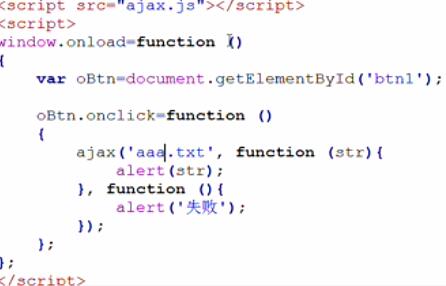 <script src="ajax.js"></script>
<script>
window.onload=function ()
{
    var oBtn=document.getElementById('btn1');

    oBtn.onclick=function ()
    {
        ajax('aaa.txt', function (str){
            alert(str);
        }, function (){
            alert('失败');
        });
    };
};
</script>